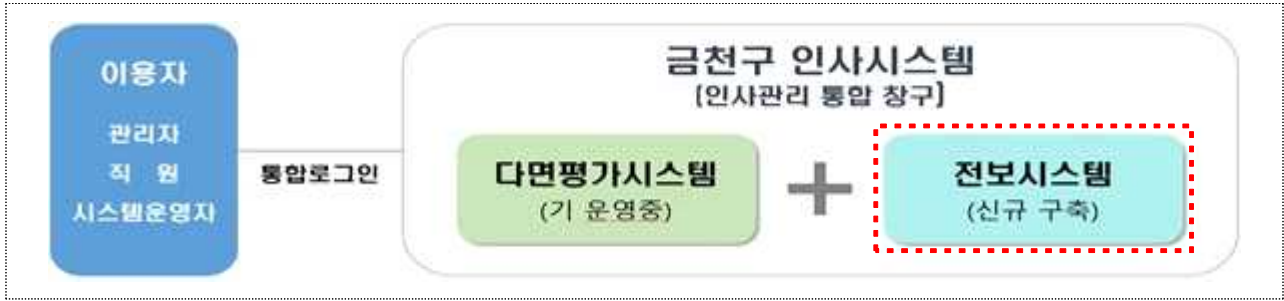 이용자
관리자
직 원
시스템운영자
통합로그인
금천구 인사시스템
[인사관리 통합 창구]
다면평가시스템
(기 운영중)
+
전보시스템
(신규 구축)